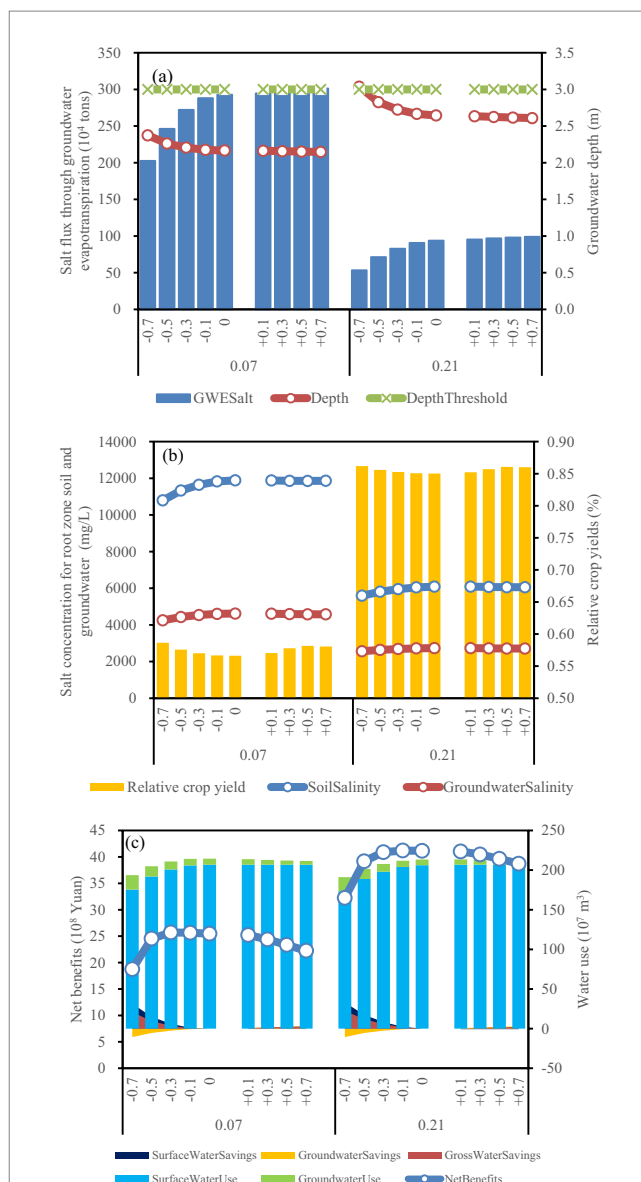 (a)
Salt flux through groundwater
evapotranspiration (10⁴ tons)
350
300
250
200
150
100
50
0
3.5
3.0
2.5
2.0
1.5
1.0
0.5
0.0
Groundwater depth (m)
-0.7 -0.5 -0.3 -0.1 0 +0.1 +0.3 +0.5 +0.7 -0.7 -0.5 -0.3 -0.1 0 +0.1 +0.3 +0.5 +0.7
0.07 0.21
GWESalt Depth DepthThreshold
(b)
Salt concentration for root zone soil and
groundwater (mg/L)
14000
12000
10000
8000
6000
4000
2000
0
0.90
0.85
0.80
0.75
0.70
0.65
0.60
0.55
0.50
Relative crop yields (%)
-0.7 -0.5 -0.3 -0.1 0 +0.1 +0.3 +0.5 +0.7 -0.7 -0.5 -0.3 -0.1 0 +0.1 +0.3 +0.5 +0.7
0.07 0.21
Relative crop yield SoilSalinity GroundwaterSalinity
(c)
Net benefits (10⁸ Yuan)
45
40
35
30
25
20
15
10
5
0
250
200
150
100
50
0
-50
Water use (10⁷ m³)
-0.7 -0.5 -0.3 -0.1 0 +0.1 +0.3 +0.5 +0.7 -0.7 -0.5 -0.3 -0.1 0 +0.1 +0.3 +0.5 +0.7
0.07 0.21
SurfaceWaterSavings GroundwaterSavings GrossWaterSavings
SurfaceWaterUse GroundwaterUse NetBenefits